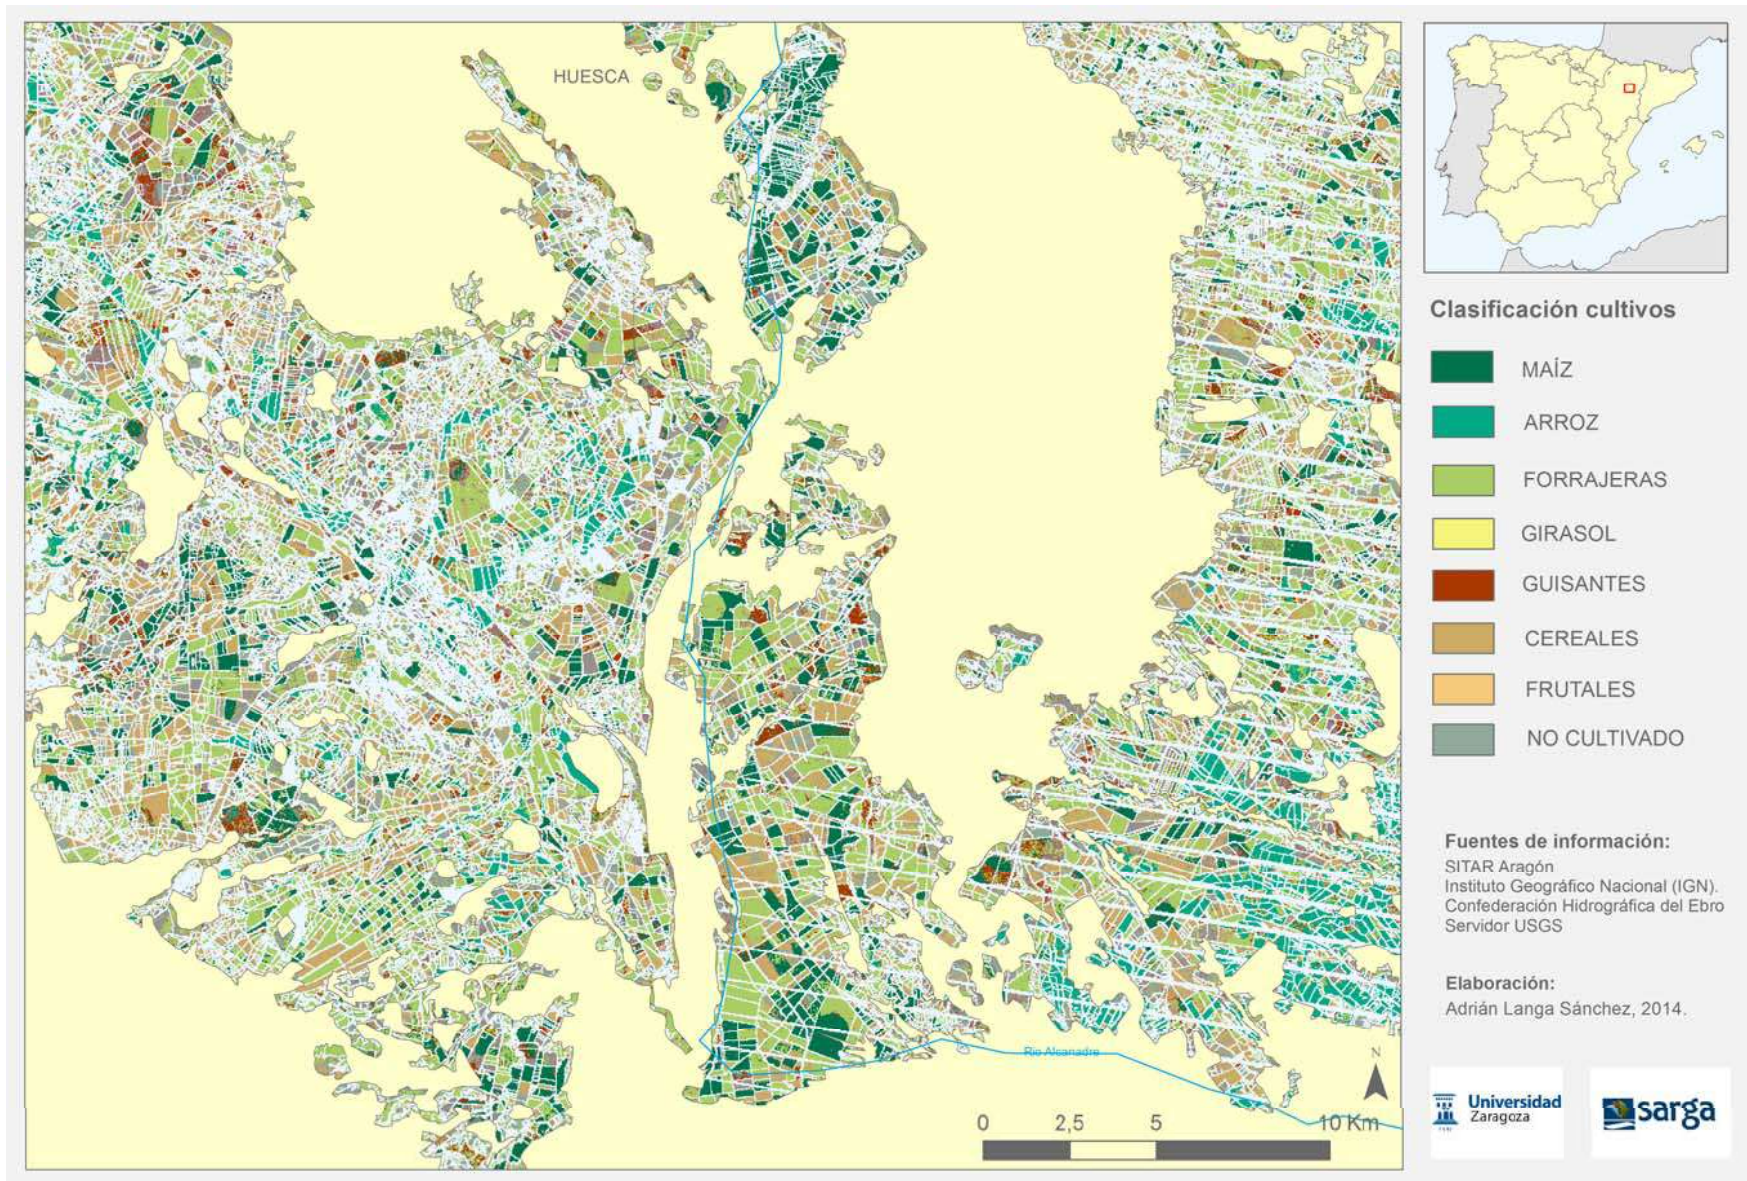 HUESCA
Rio Alcanadre
N
0 2,5 5 10 Km
Clasificación cultivos
MAÍZ
ARROZ
FORRAJERAS
GIRASOL
GUISANTES
CEREALES
FRUTALES
NO CULTIVADO
Fuentes de información:
SITAR Aragón
Instituto Geográfico Nacional (IGN).
Confederación Hidrográfica del Ebro
Servidor USGS
Elaboración:
Adrián Langa Sánchez, 2014.
Universidad
Zaragoza
sarga